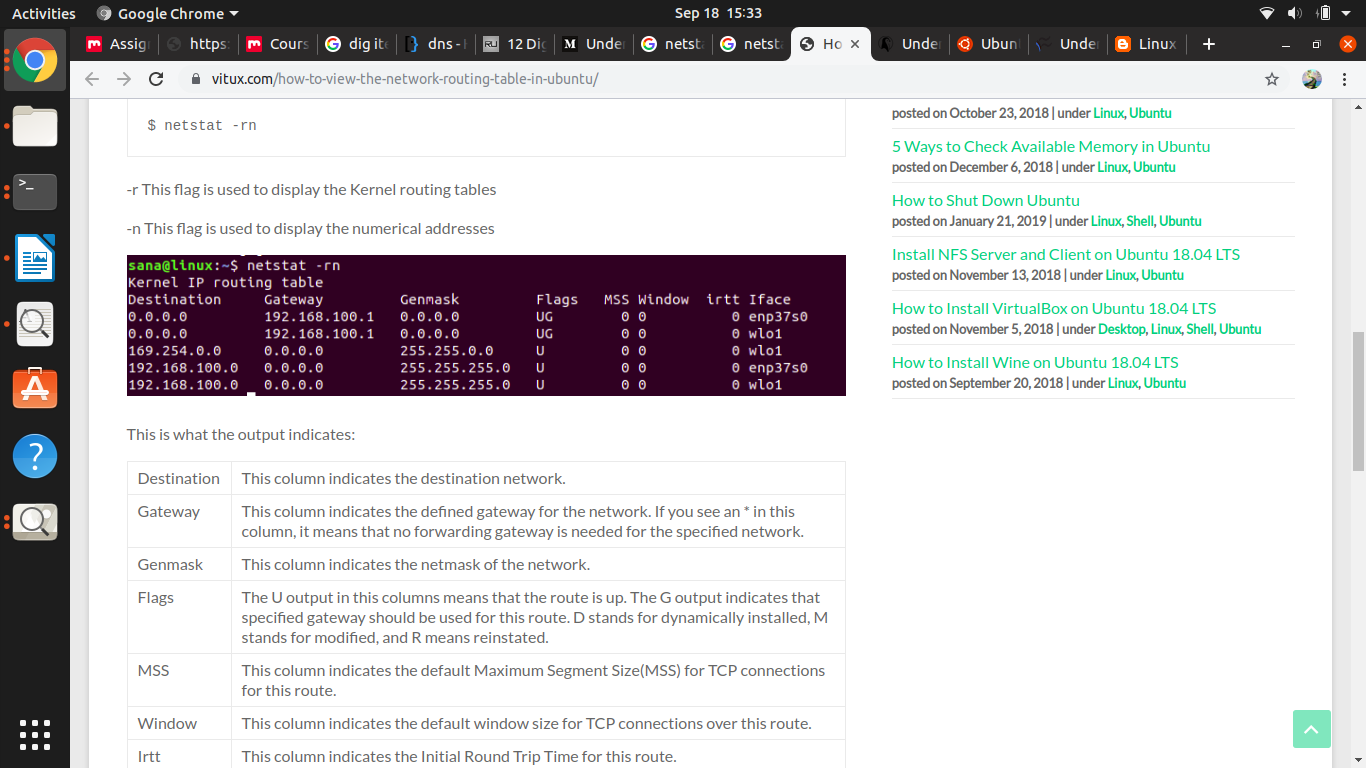 Activities Google Chrome Sep 18 15:33
Assig https: Cours dig ite dns - 12 Dig Unde netst netst Ho Unde Ubun Unde Linux
vitux.com/how-to-view-the-network-routing-table-in-ubuntu/
$ netstat -rn
-r This flag is used to display the Kernel routing tables
-n This flag is used to display the numerical addresses
sana@linux:~$ netstat -rn
Kernel IP routing table
Destination Gateway Genmask Flags MSS Window irtt Iface
0.0.0.0 192.168.100.1 0.0.0.0 UG 0 0 0 enp37s0
0.0.0.0 192.168.100.1 0.0.0.0 UG 0 0 0 wlo1
169.254.0.0 0.0.0.0 255.255.0.0 U 0 0 0 wlo1
192.168.100.0 0.0.0.0 255.255.255.0 U 0 0 0 enp37s0
192.168.100.0 0.0.0.0 255.255.255.0 U 0 0 0 wlo1
This is what the output indicates:
Destination This column indicates the destination network.
Gateway This column indicates the defined gateway for the network. If you see an * in this
column, it means that no forwarding gateway is needed for the specified network.
Genmask This column indicates the netmask of the network.
Flags The U output in this columns means that the route is up. The G output indicates that
specified gateway should be used for this route. D stands for dynamically installed, M
stands for modified, and R means reinstated.
MSS This column indicates the default Maximum Segment Size(MSS) for TCP connections
for this route.
Window This column indicates the default window size for TCP connections over this route.
Irtt This column indicates the Initial Round Trip Time for this route.
posted on October 23, 2018 | under Linux, Ubuntu
5 Ways to Check Available Memory in Ubuntu
posted on December 6, 2018 | under Linux, Ubuntu
How to Shut Down Ubuntu
posted on January 21, 2019 | under Linux, Shell, Ubuntu
Install NFS Server and Client on Ubuntu 18.04 LTS
posted on November 13, 2018 | under Linux, Ubuntu
How to Install VirtualBox on Ubuntu 18.04 LTS
posted on November 5, 2018 | under Desktop, Linux, Shell, Ubuntu
How to Install Wine on Ubuntu 18.04 LTS
posted on September 20, 2018 | under Linux, Ubuntu